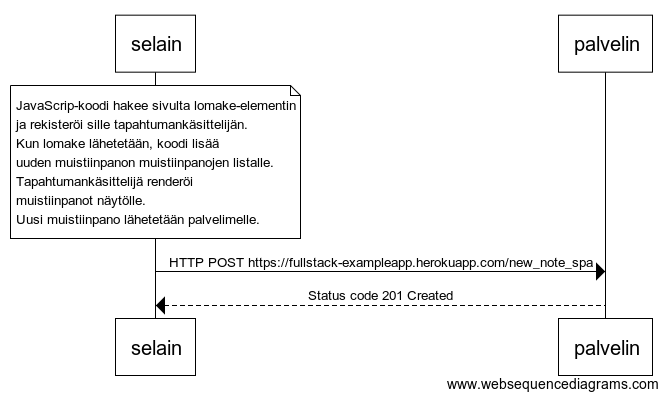 selain
palvelin
JavaScrip-koodi hakee sivulta lomake-elementin
ja rekisteröi sille tapahtumankäsittelijän.
Kun lomake lähetetään, koodi lisää
uuden muistiinpanon muistiinpanojen listalle.
Tapahtumankäsittelijä renderöi
muistiinpanot näytölle.
Uusi muistiinpano lähetetään palvelimelle.
HTTP POST https://fullstack-exampleapp.herokuapp.com/new_note_spa
Status code 201 Created
selain
palvelin
www.websequencediagrams.com